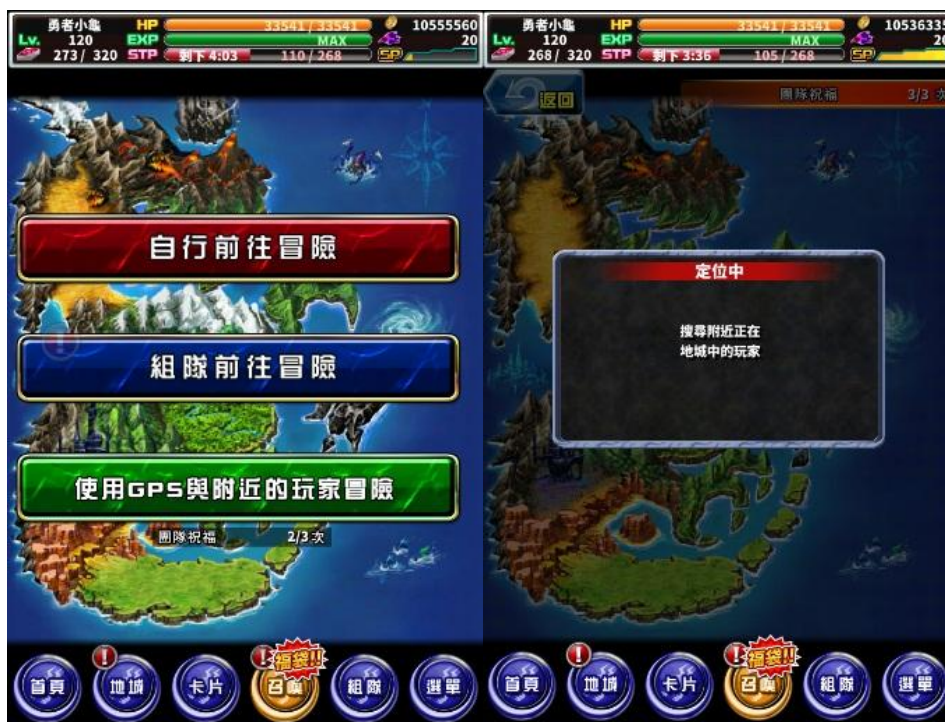 勇者小龜 HP 33541/33541 10555560
Lv. 120 EXP MAX 20
273/ 320 STP 剩下 4:03 110/268 SP
自行前往冒險
組隊前往冒險
使用GPS與附近的玩家冒險
團隊祝福 2/3 次
首頁 地城 卡片 召喚 組隊 選單
! ! 福袋!!
勇者小龜 HP 33541/33541 10536335
Lv. 120 EXP MAX 20
268/ 320 STP 剩下 3:36 105/268 SP
返回 團隊祝福 3/3 次
定位中
搜尋附近正在
地城中的玩家
首頁 地城 卡片 召喚 組隊 選單
! ! 福袋!!